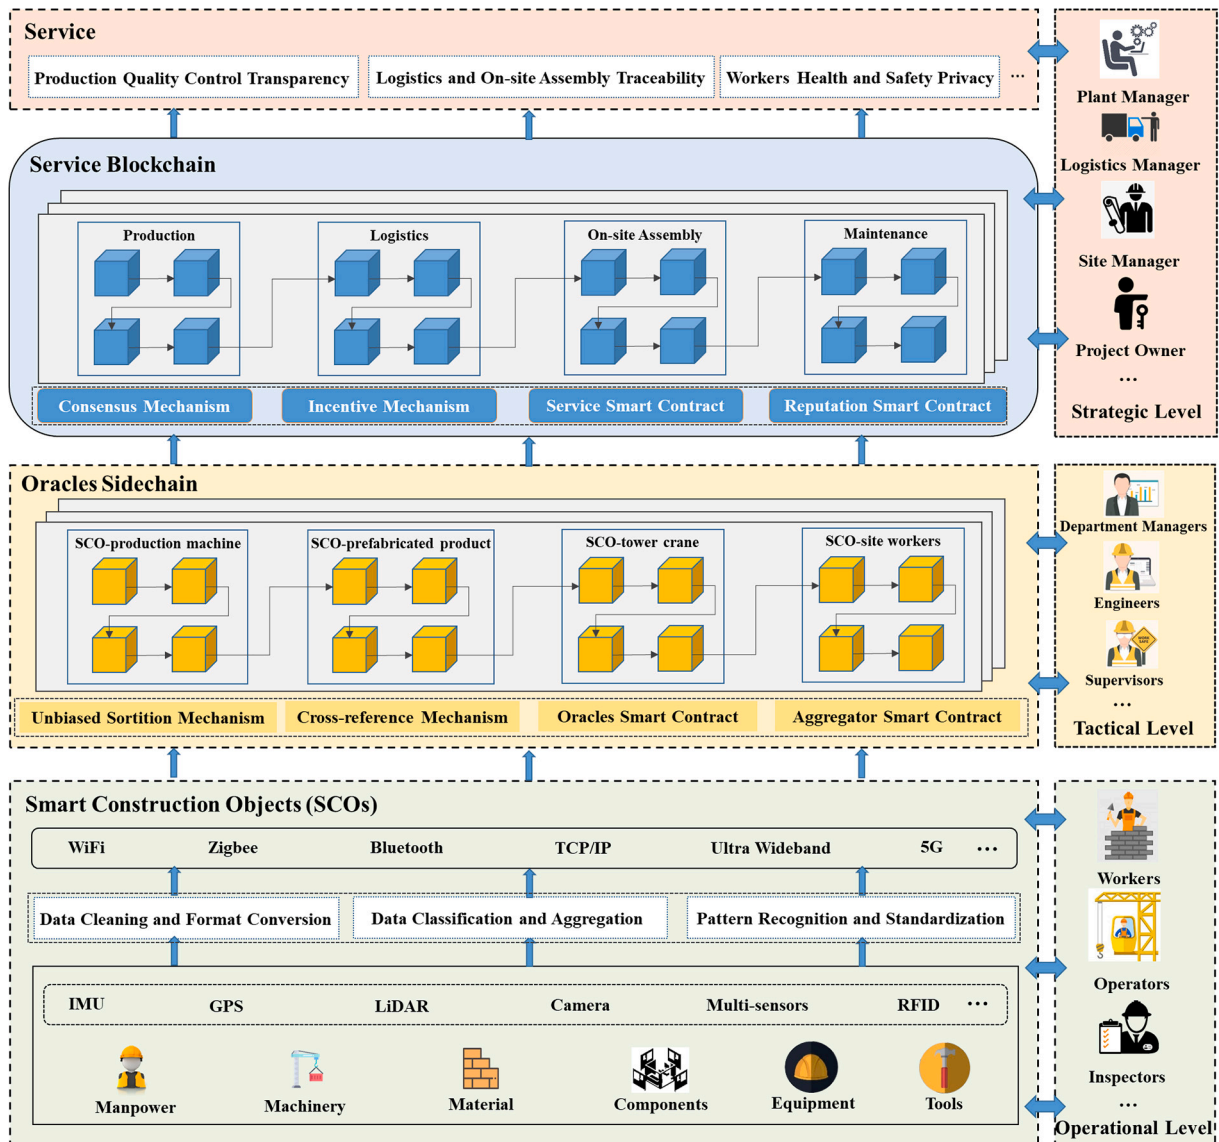 Service
Production Quality Control Transparency
Logistics and On-site Assembly Traceability
Workers Health and Safety Privacy
...
Service Blockchain
Production
Logistics
On-site Assembly
Maintenance
Consensus Mechanism
Incentive Mechanism
Service Smart Contract
Reputation Smart Contract
Plant Manager
Logistics Manager
Site Manager
Project Owner
...
Strategic Level
Oracles Sidechain
SCO-production machine
SCO-prefabricated product
SCO-tower crane
SCO-site workers
Unbiased Sortition Mechanism
Cross-reference Mechanism
Oracles Smart Contract
Aggregator Smart Contract
Department Managers
Engineers
WORK
SAFE
Supervisors
...
Tactical Level
Smart Construction Objects (SCOs)
WiFi
Zigbee
Bluetooth
TCP/IP
Ultra Wideband
5G
...
Data Cleaning and Format Conversion
Data Classification and Aggregation
Pattern Recognition and Standardization
IMU
GPS
LiDAR
Camera
Multi-sensors
RFID
...
Manpower
Machinery
Material
Components
Equipment
Tools
Workers
Operators
Inspectors
...
Operational Level